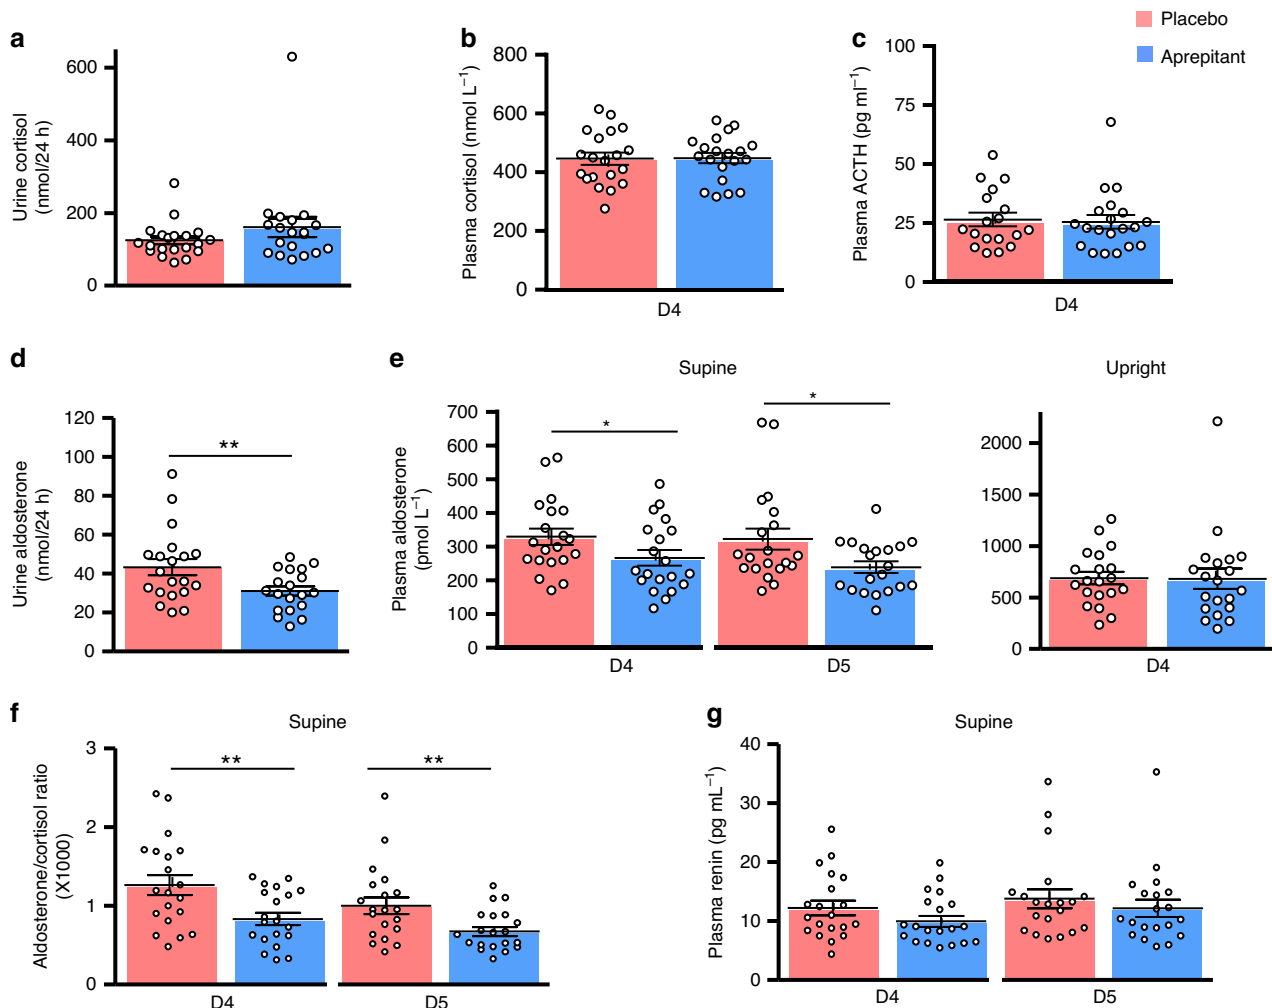 Placebo
Aprepitant
a
Urine cortisol
(nmol/24 h)
600
400
200
0
b
Plasma cortisol (nmol L⁻¹)
800
600
400
200
0
D4
c
Plasma ACTH (pg ml⁻¹)
100
75
50
25
0
D4
d
Urine aldosterone
(nmol/24 h)
120
100
80
60
40
20
0
**
e
Supine
Upright
Plasma aldosterone
(pmol L⁻¹)
700
600
500
400
300
200
100
0
*
*
D4
D5
2000
1500
1000
500
0
D4
f
Supine
Aldosterone/cortisol ratio
(X1000)
3
2
1
0
**
**
D4
D5
g
Supine
Plasma renin (pg mL⁻¹)
40
30
20
10
0
D4
D5